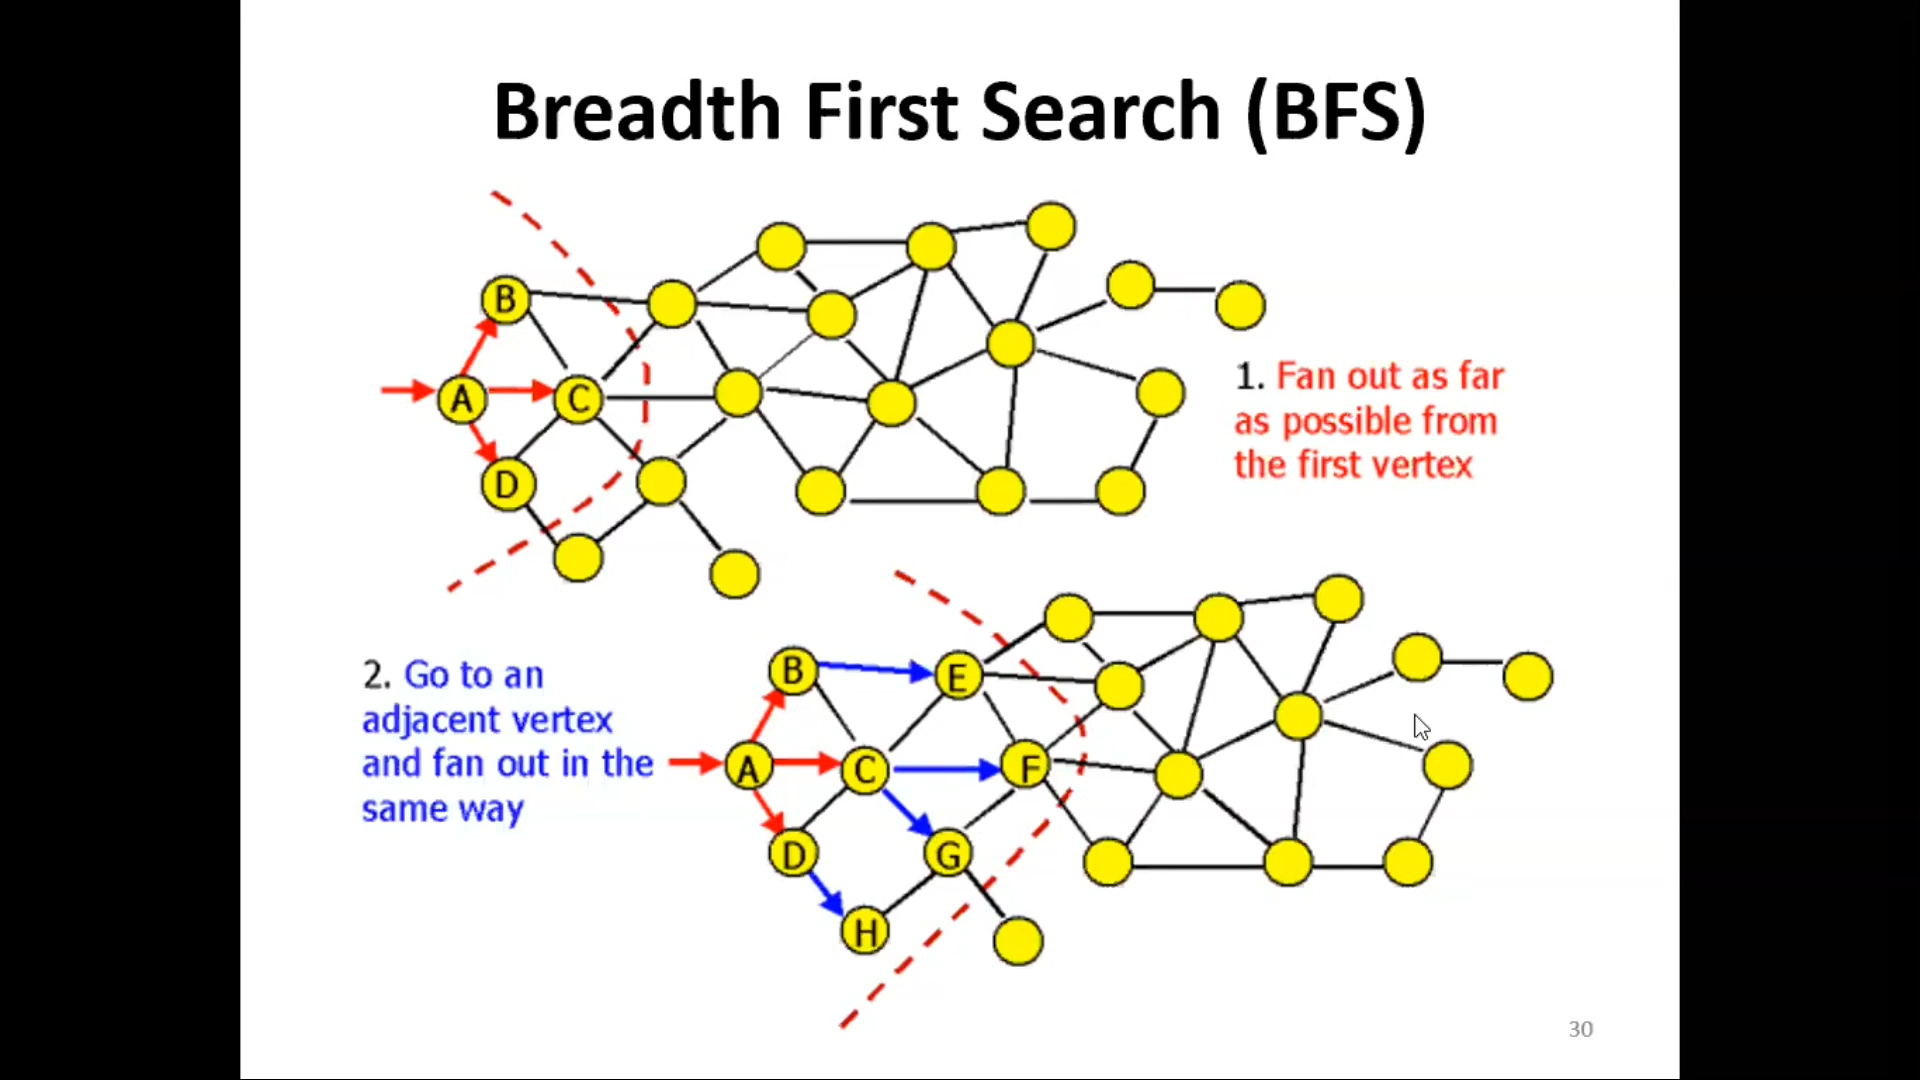 Breadth First Search (BFS)
B
A
C
D
1. Fan out as far
as possible from
the first vertex
2. Go to an
adjacent vertex
and fan out in the
same way
B
E
A
C
F
D
G
H
30